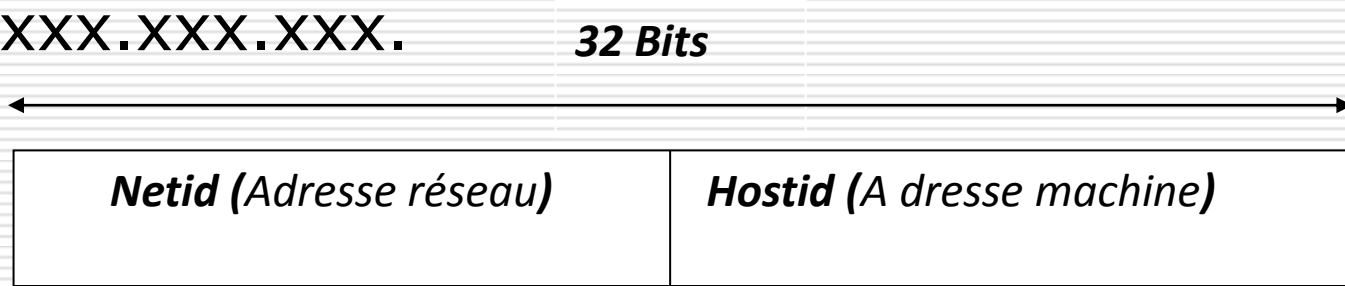 xxx.xxx.xxx. 32 Bits
Netid (Adresse réseau) Hostid (A dresse machine)